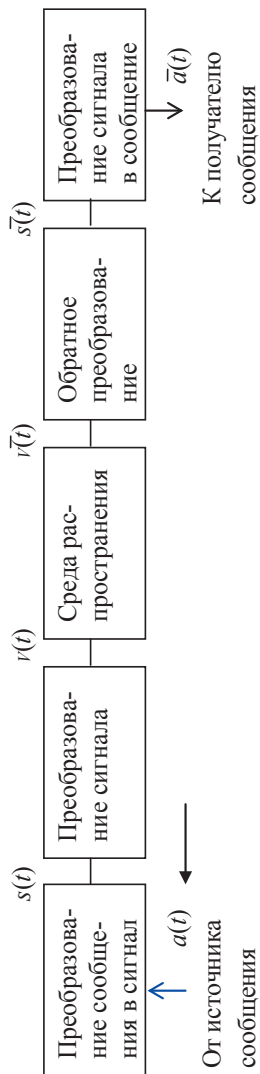 s(t)
v(t)
v̄(t)
s̄(t)
Преобразова-
ние сообще-
ния в сигнал
Преобразова-
ние сигнала
Среда рас-
пространения
Обратное
преобразова-
ние
Преобразова-
ние сигнала
в сообщение
a(t)
ā(t)
От источника
сообщения
К получателю
сообщения